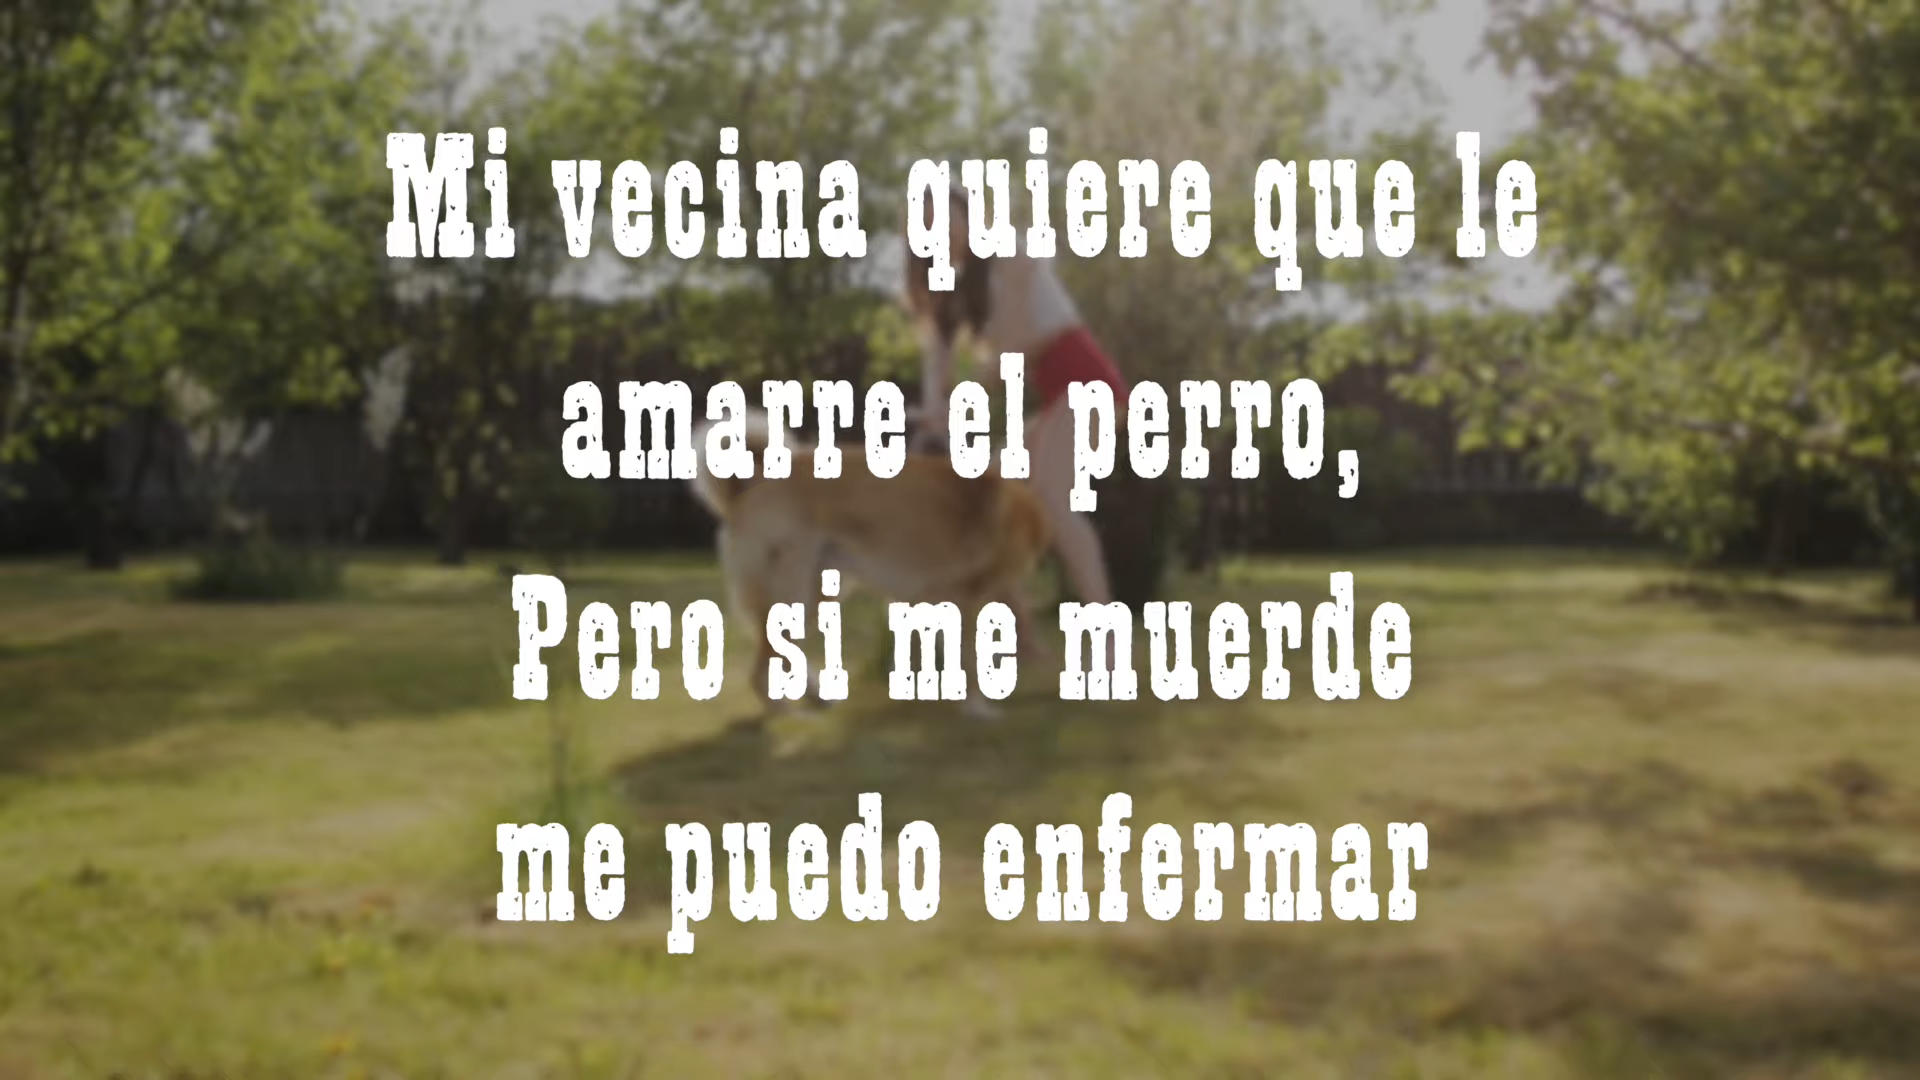 Mi vecina quiere que le
amarre el perro,
Pero si me muerde
me puedo enfermar